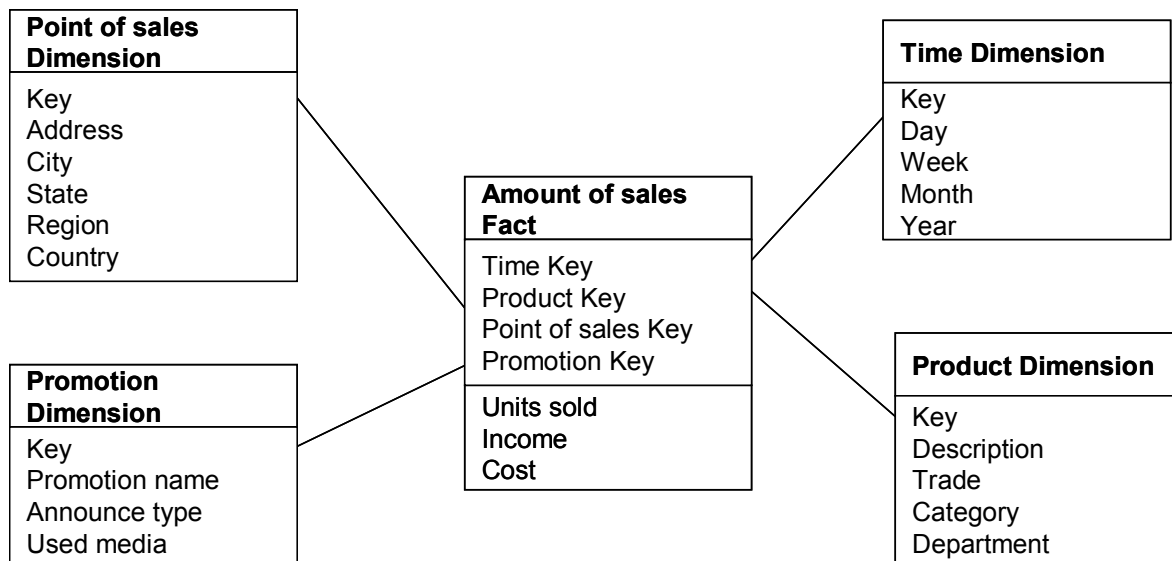 Point of sales
Dimension
Key
Address
City
State
Region
Country
Promotion
Dimension
Key
Promotion name
Announce type
Used media
Amount of sales
Fact
Time Key
Product Key
Point of sales Key
Promotion Key
Units sold
Income
Cost
Time Dimension
Key
Day
Week
Month
Year
Product Dimension
Key
Description
Trade
Category
Department